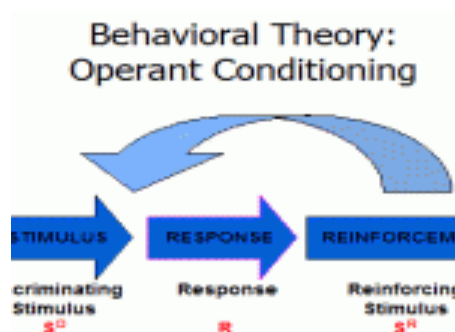 Behavioral Theory:
Operant Conditioning
STIMULUS RESPONSE REINFORCEM
criminating Response Reinforcing
Stimulus Stimulus
S^D R S^R